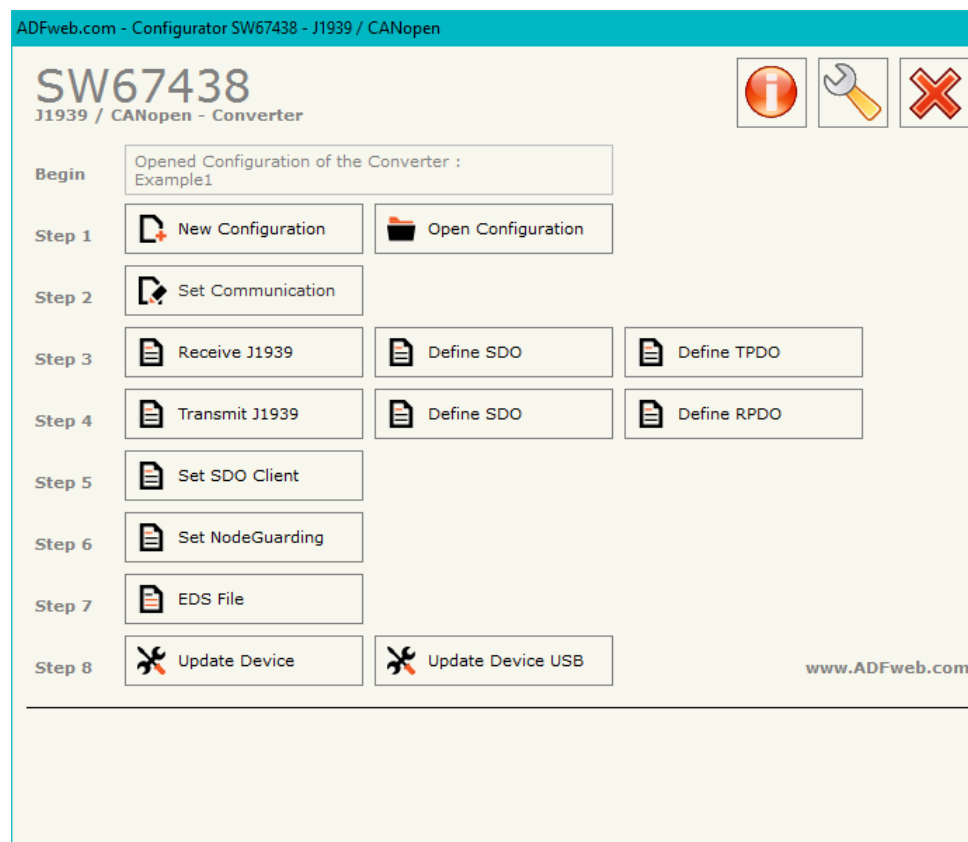 ADFweb.com - Configurator SW67438 - J1939 / CANopen
SW67438
J1939 / CANopen - Converter
Begin
Opened Configuration of the Converter :
Example1
Step 1
New Configuration
Open Configuration
Step 2
Set Communication
Step 3
Receive J1939
Define SDO
Define TPDO
Step 4
Transmit J1939
Define SDO
Define RPDO
Step 5
Set SDO Client
Step 6
Set NodeGuarding
Step 7
EDS File
Step 8
Update Device
Update Device USB
www.ADFweb.com